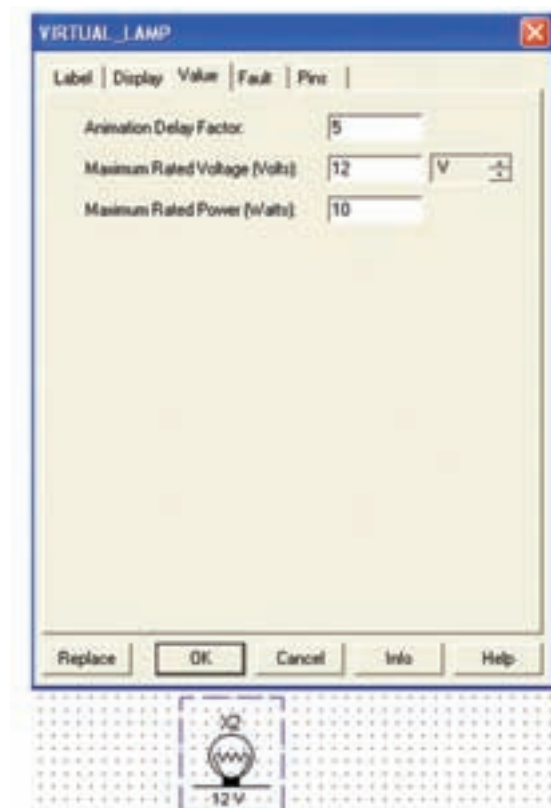 VIRTUAL_LAMP
Label Display Value Fault Pins
Animation Delay Factor: 5
Maximum Rated Voltage (Volts): 12 V
Maximum Rated Power (Watts): 10
Replace OK Cancel Info Help
X2
12 V